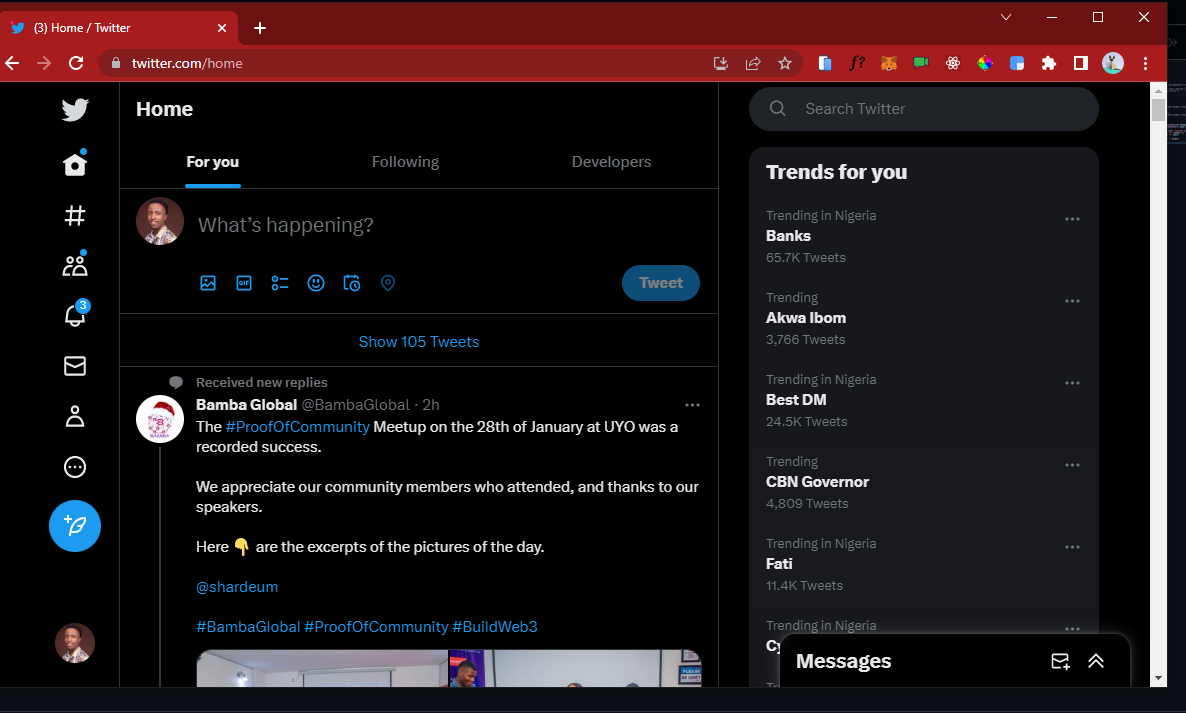 (3) Home / Twitter
twitter.com/home
f?
Home
For you
Following
Developers
What's happening?
GIF
Tweet
Show 105 Tweets
Received new replies
Bamba Global @BambaGlobal · 2h
The #ProofOfCommunity Meetup on the 28th of January at UYO was a
recorded success.
We appreciate our community members who attended, and thanks to our
speakers.
Here 👇 are the excerpts of the pictures of the day.
@shardeum
#BambaGlobal #ProofOfCommunity #BuildWeb3
PLEASE
BE QUIET
3
Search Twitter
Trends for you
Trending in Nigeria
Banks
65.7K Tweets
Trending
Akwa Ibom
3,766 Tweets
Trending in Nigeria
Best DM
24.5K Tweets
Trending
CBN Governor
4,809 Tweets
Trending in Nigeria
Fati
11.4K Tweets
Trending in Nigeria
Messages